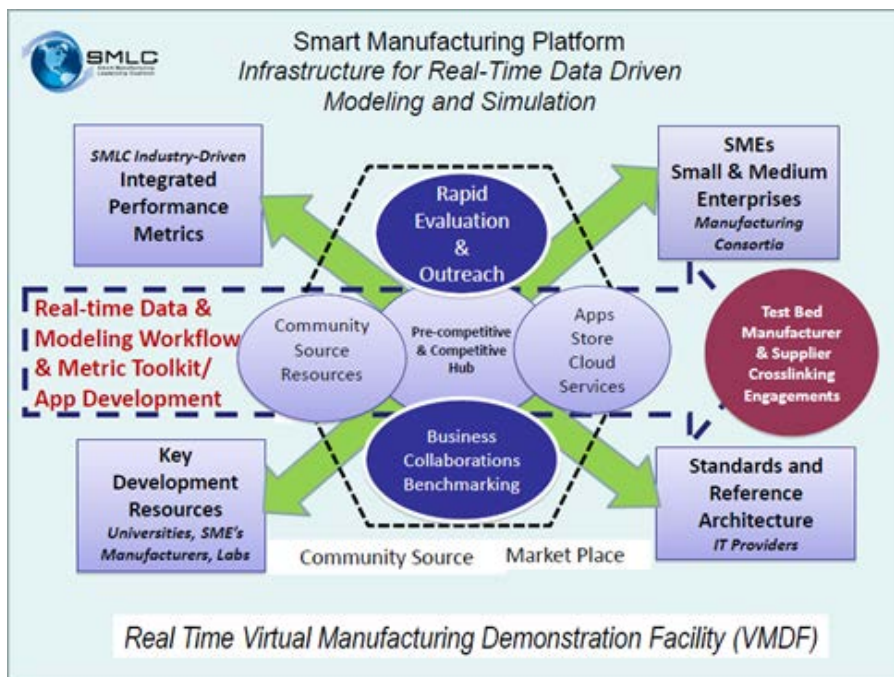 SMLC
Smart Manufacturing
Leadership Coalition
Smart Manufacturing Platform
Infrastructure for Real-Time Data Driven
Modeling and Simulation
SMLC Industry-Driven
Integrated
Performance
Metrics
Rapid
Evaluation
&
Outreach
SMEs
Small & Medium
Enterprises
Manufacturing
Consortia
Real-time Data &
Modeling Workflow
& Metric Toolkit/
App Development
Community
Source
Resources
Pre-competitive
& Competitive
Hub
Apps
Store
Cloud
Services
Test Bed
Manufacturer
& Supplier
Crosslinking
Engagements
Key
Development
Resources
Universities, SME's
Manufacturers, Labs
Business
Collaborations
Benchmarking
Standards and
Reference
Architecture
IT Providers
Community Source
Market Place
Real Time Virtual Manufacturing Demonstration Facility (VMDF)